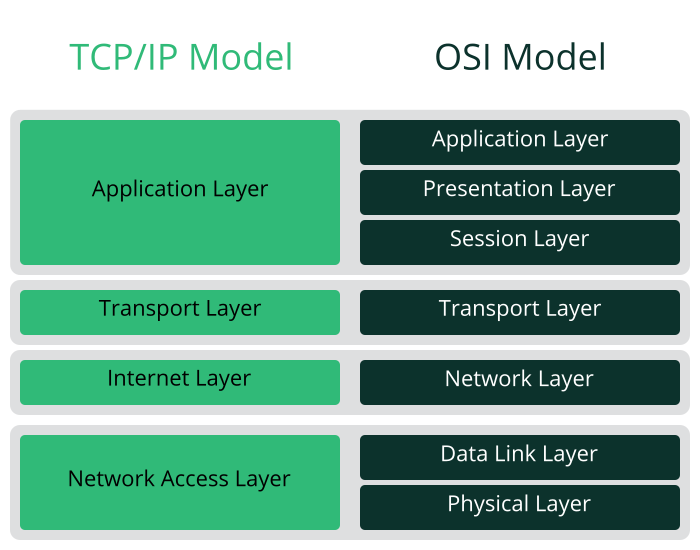 TCP/IP Model
OSI Model
Application Layer
Application Layer
Presentation Layer
Session Layer
Transport Layer
Transport Layer
Internet Layer
Network Layer
Network Access Layer
Data Link Layer
Physical Layer